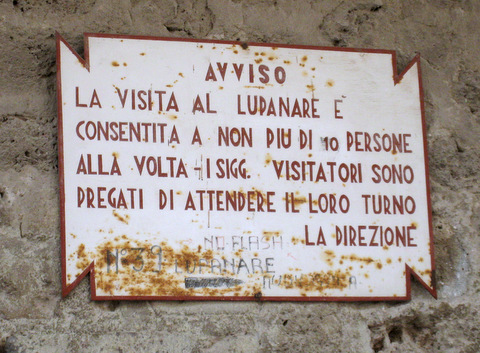 AVVISO
LA VISITA AL LUPANARE E
CONSENTITA A NON PIU DI 10 PERSONE
ALLA VOLTA - I SIGG. VISITATORI SONO
PREGATI DI ATTENDERE IL LORO TURNO
LA DIREZIONE
NO FLASH
N° 39 LUPANARE